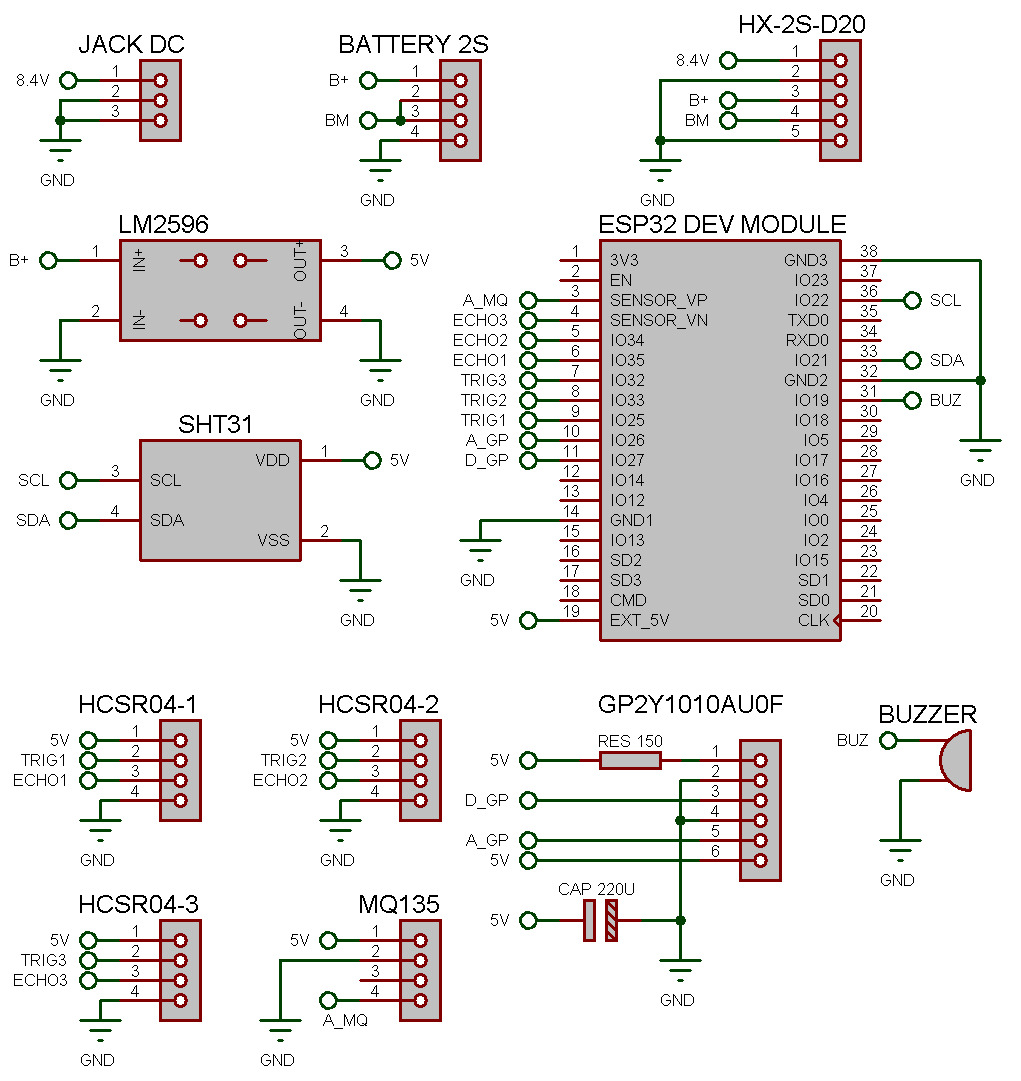 JACK DC
8.4V
1
2
3
GND
BATTERY 2S
B+
1
2
BM
3
4
GND
HX-2S-D20
8.4V
1
2
B+
3
BM
4
5
GND
LM2596
B+
1
IN+
OUT+
3
5V
2
IN-
OUT-
4
GND
GND
SHT31
VDD
1
5V
SCL
3
SCL
SDA
4
SDA
VSS
2
GND
ESP32 DEV MODULE
1 3V3 GND3 38
2 EN IO23 37
A_MQ 3 SENSOR_VP IO22 36 SCL
ECHO3 4 SENSOR_VN TXD0 35
ECHO2 5 IO34 RXD0 34
ECHO1 6 IO35 IO21 33 SDA
TRIG3 7 IO32 GND2 32
TRIG2 8 IO33 IO19 31 BUZ
TRIG1 9 IO25 IO18 30
A_GP 10 IO26 IO5 29
D_GP 11 IO27 IO17 28
12 IO14 IO16 27
13 IO12 IO4 26
14 GND1 IO0 25
15 IO13 IO2 24
16 SD2 IO15 23
17 SD3 SD1 22
18 CMD SD0 21
5V 19 EXT_5V CLK 20
GND
GND
HCSR04-1
5V 1
TRIG1 2
ECHO1 3
4
GND
HCSR04-2
5V 1
TRIG2 2
ECHO2 3
4
GND
GP2Y1010AU0F
RES 150
5V 1
2
D_GP 3
4
A_GP 5
5V 6
CAP 220U
5V
GND
BUZZER
BUZ
GND
HCSR04-3
5V 1
TRIG3 2
ECHO3 3
4
GND
MQ135
5V 1
2
3
4
A_MQ
GND